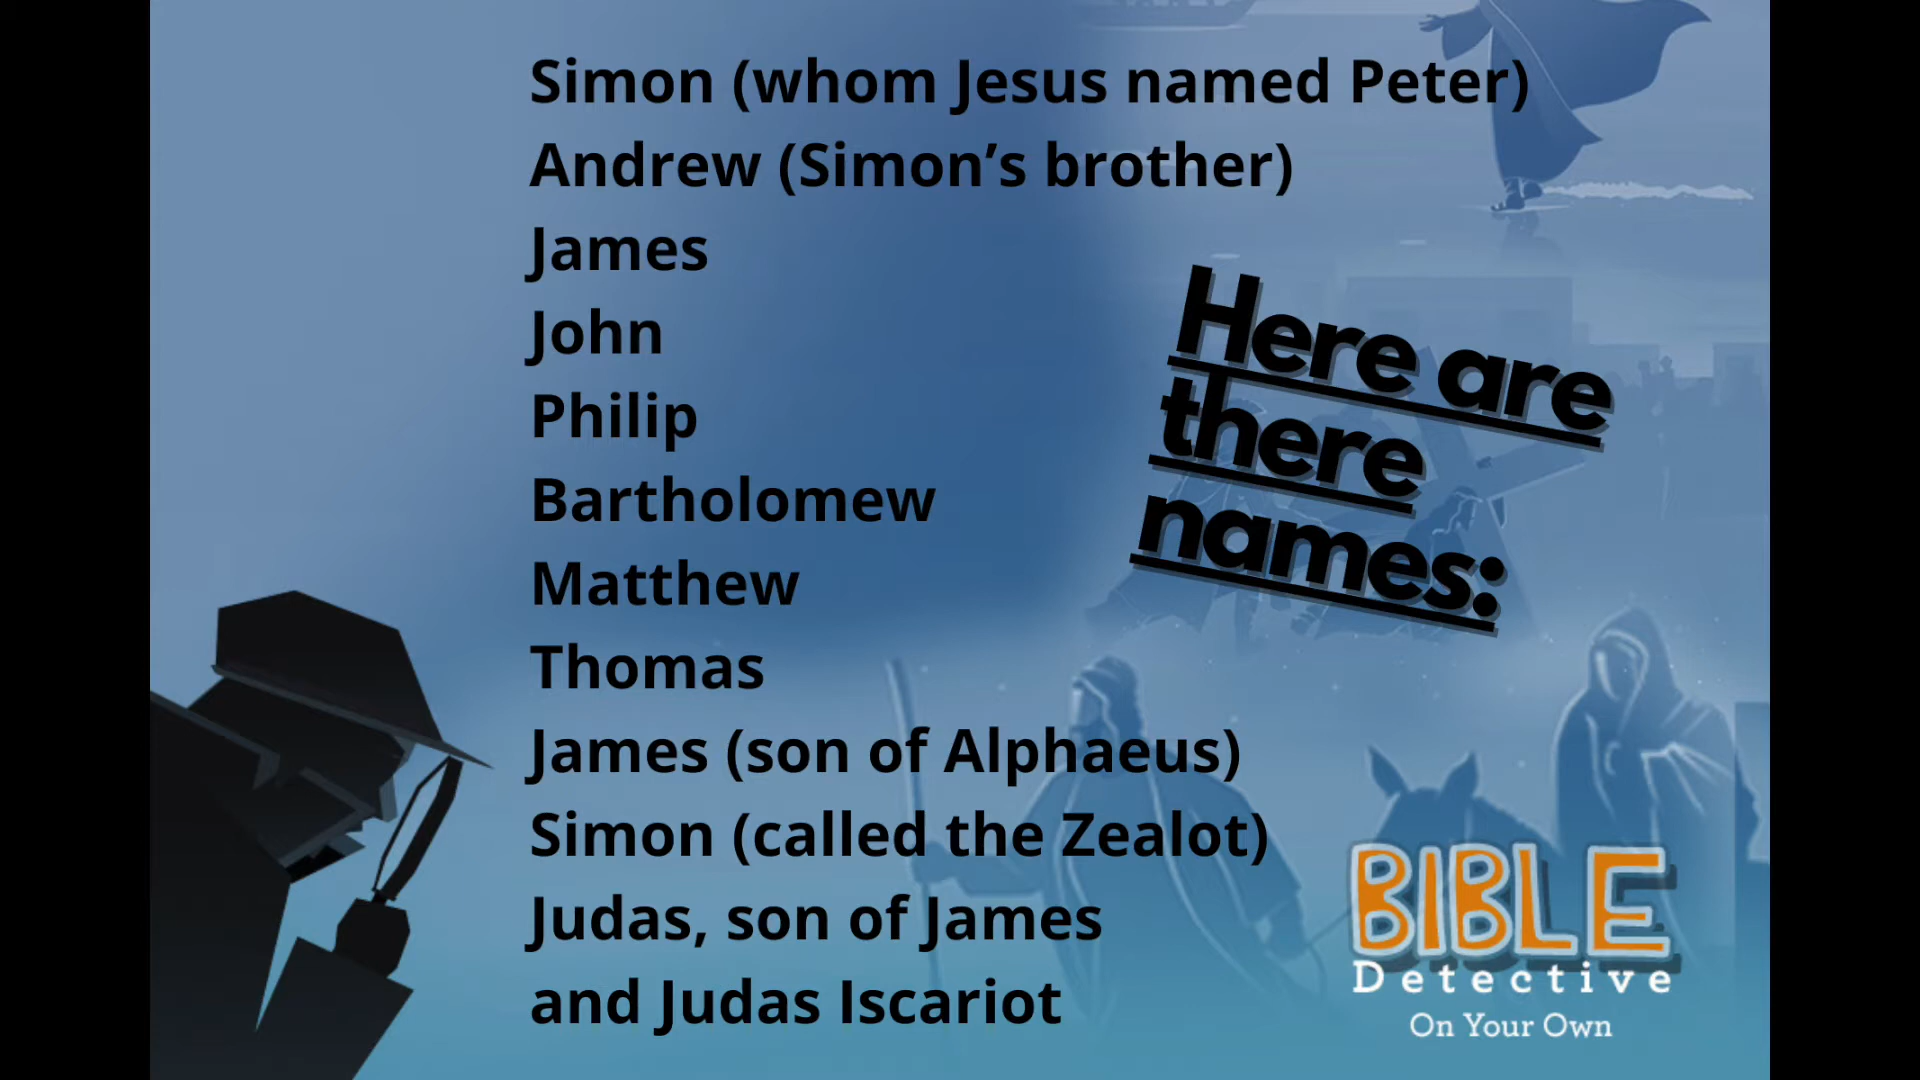 Simon (whom Jesus named Peter)
Andrew (Simon’s brother)
James
John
Philip
Bartholomew
Matthew
Thomas
James (son of Alphaeus)
Simon (called the Zealot)
Judas, son of James
and Judas Iscariot
Here are
there
names:
BIBLE
Detective
On Your Own